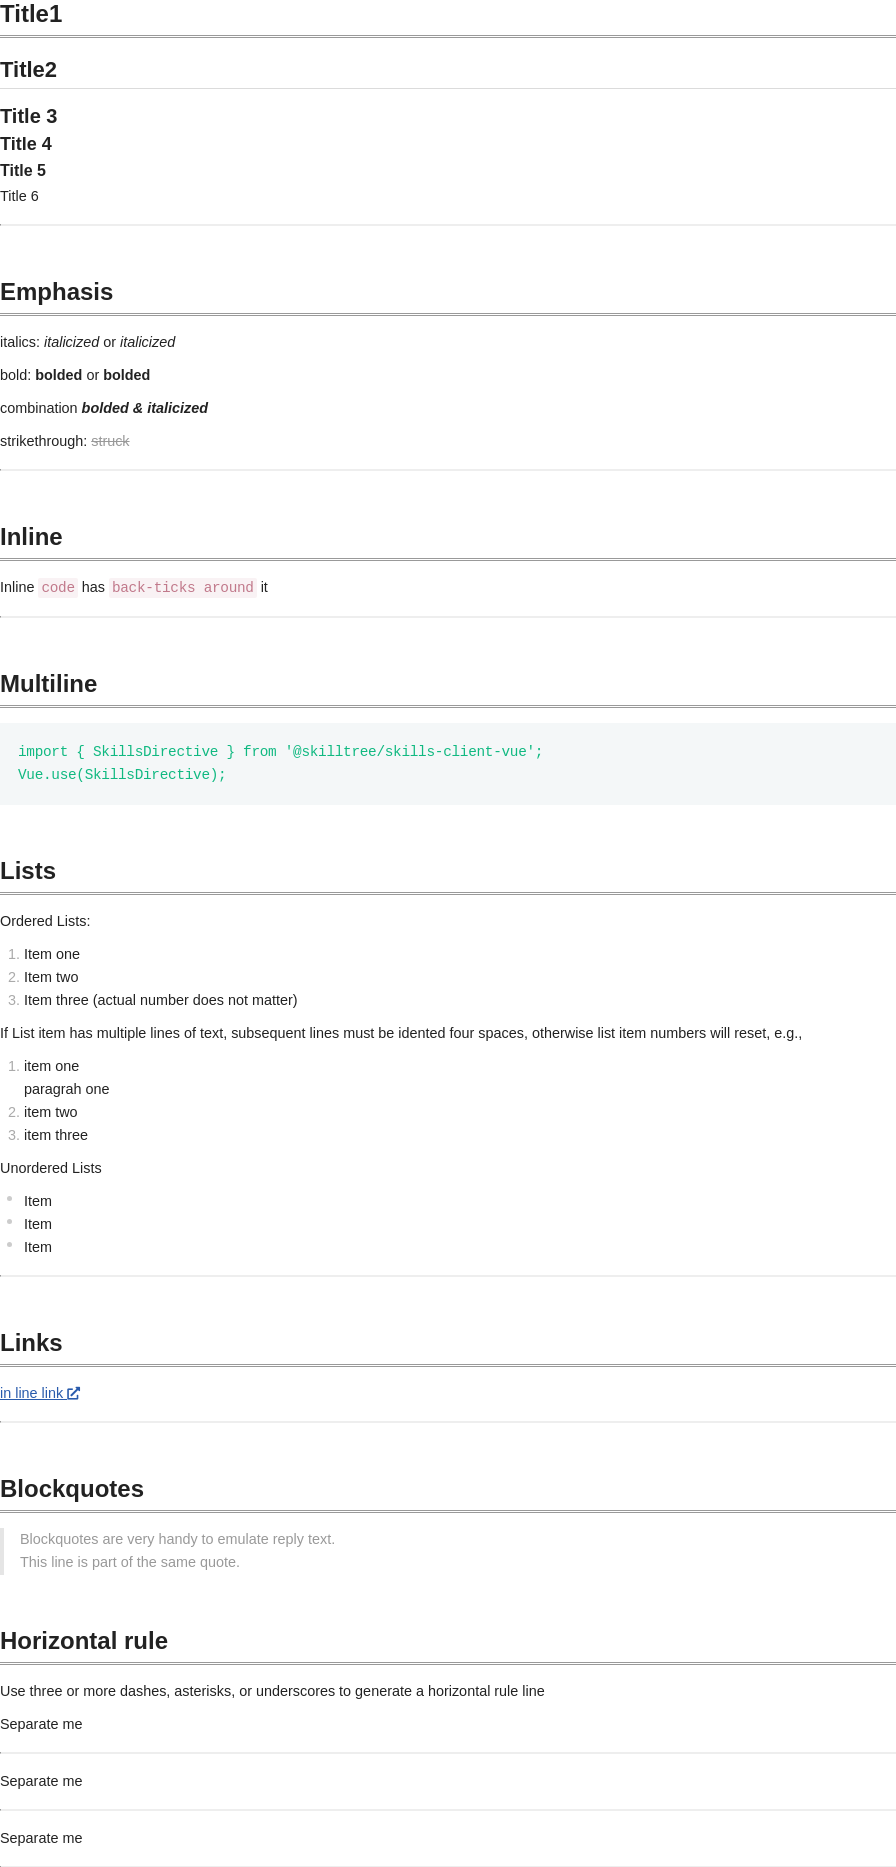 Title1
Title2
Title 3
Title 4
Title 5
Title 6
Emphasis
italics: italicized or italicized
bold: bolded or bolded
combination bolded & italicized
strikethrough: struck
Inline
Inline code has back-ticks around it
Multiline
import { SkillsDirective } from '@skilltree/skills-client-vue';
Vue.use(SkillsDirective);
Lists
Ordered Lists:
1. Item one
2. Item two
3. Item three (actual number does not matter)
If List item has multiple lines of text, subsequent lines must be idented four spaces, otherwise list item numbers will reset, e.g.,
1. item one
paragrah one
2. item two
3. item three
Unordered Lists
• Item
• Item
• Item
Links
in line link
Blockquotes
Blockquotes are very handy to emulate reply text.
This line is part of the same quote.
Horizontal rule
Use three or more dashes, asterisks, or underscores to generate a horizontal rule line
Separate me
Separate me
Separate me